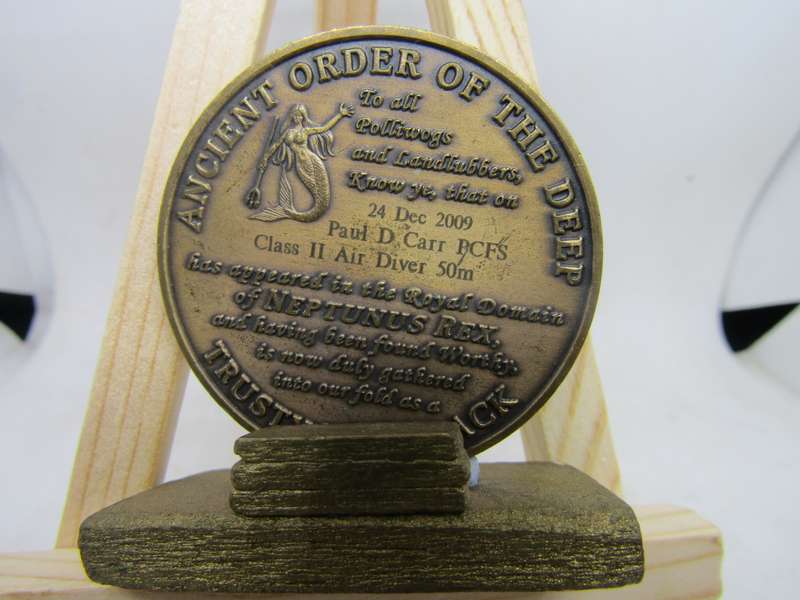 ANCIENT ORDER OF THE DEEP
To all
Polliwogs
and Landlubbers,
Know ye, that on
24 Dec 2009
Paul D Carr PCFS
Class II Air Diver 50m
has appeared in the Royal Domain
of NEPTUNUS REX,
and having been found Worthy,
is now duly gathered
into our fold as a